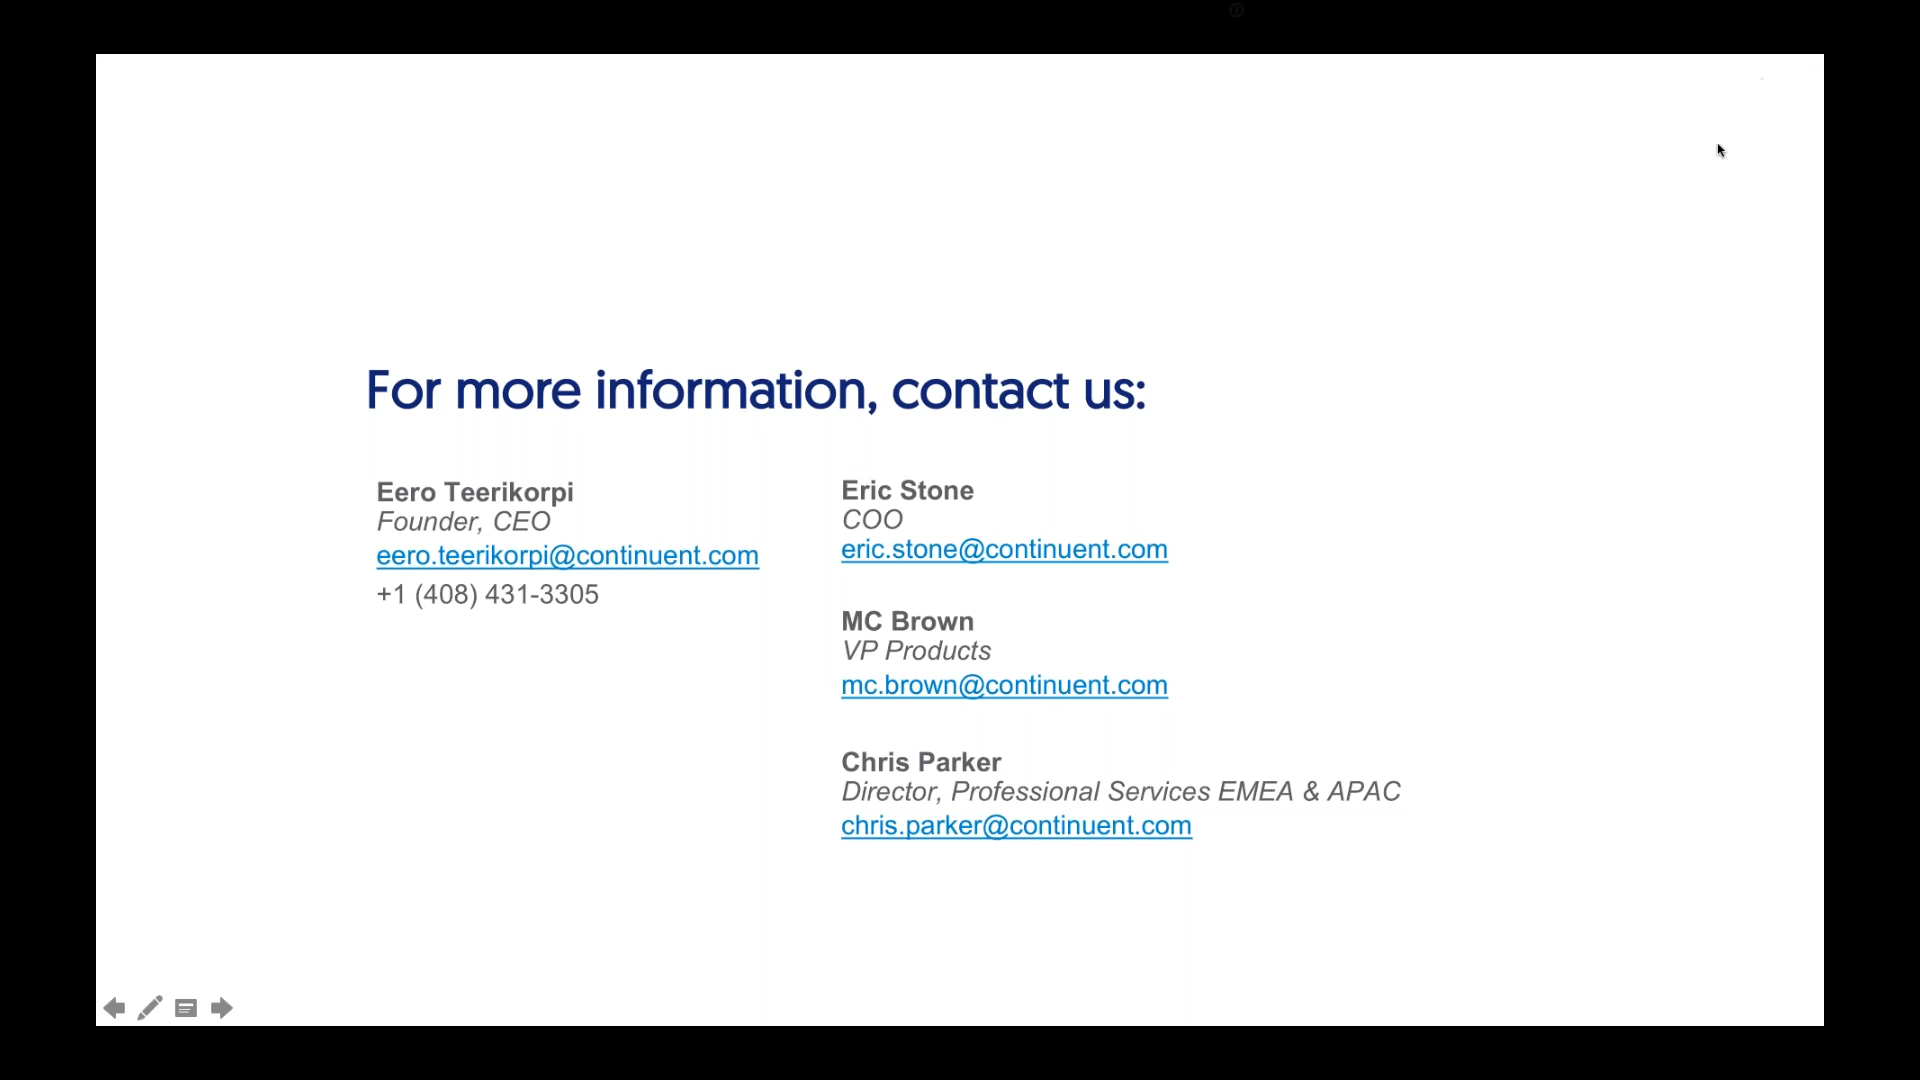 For more information, contact us:
Eero Teerikorpi
Founder, CEO
eero.teerikorpi@continuent.com
+1 (408) 431-3305
Eric Stone
COO
eric.stone@continuent.com
MC Brown
VP Products
mc.brown@continuent.com
Chris Parker
Director, Professional Services EMEA & APAC
chris.parker@continuent.com